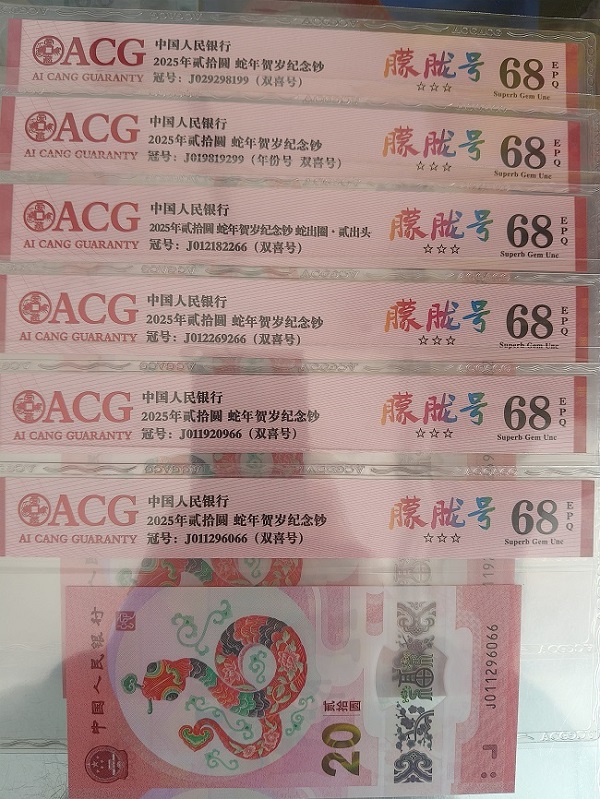 ACG
AI CANG GUARANTY
中国人民银行
2025年贰拾圆 蛇年贺岁纪念钞
冠号：J029298199（双喜号）
朦胧号
☆☆☆
68
EPQ
Superb Gem Unc
ACG
AI CANG GUARANTY
中国人民银行
2025年贰拾圆 蛇年贺岁纪念钞
冠号：J019819299（年份号 双喜号）
朦胧号
☆☆☆
68
EPQ
Superb Gem Unc
ACG
AI CANG GUARANTY
中国人民银行
2025年贰拾圆 蛇年贺岁纪念钞 蛇出圈·贰出头
冠号：J012182266（双喜号）
朦胧号
☆☆☆
68
EPQ
Superb Gem Unc
ACG
AI CANG GUARANTY
中国人民银行
2025年贰拾圆 蛇年贺岁纪念钞
冠号：J012269266（双喜号）
朦胧号
☆☆☆
68
EPQ
Superb Gem Unc
ACG
AI CANG GUARANTY
中国人民银行
2025年贰拾圆 蛇年贺岁纪念钞
冠号：J011920966（双喜号）
朦胧号
☆☆☆
68
EPQ
Superb Gem Unc
ACG
AI CANG GUARANTY
中国人民银行
2025年贰拾圆 蛇年贺岁纪念钞
冠号：J011296066（双喜号）
朦胧号
☆☆☆
68
EPQ
Superb Gem Unc
中国人民银行
贰拾圆
20
J011296066